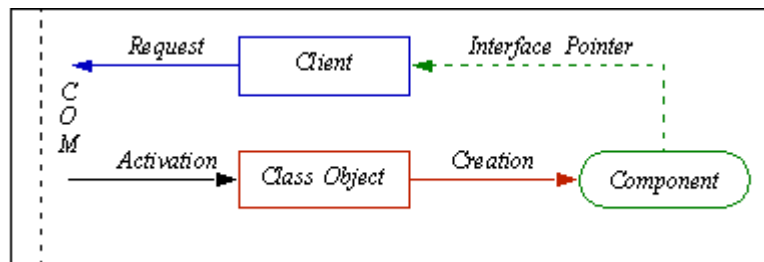 Request
Client
Interface Pointer
C
O
M
Activation
Class Object
Creation
Component